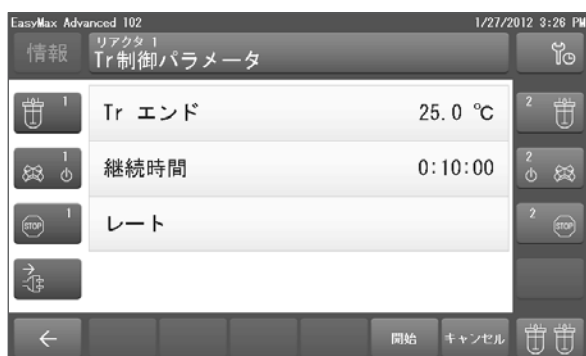 EasyMax Advanced 102 1/27/2012 3:26 PM
情報
リアクタ 1
Tr制御パラメータ
1
Tr エンド 25.0 ℃
2
1
継続時間 0:10:00
2
STOP 1
レート
2 STOP
開始 キャンセル